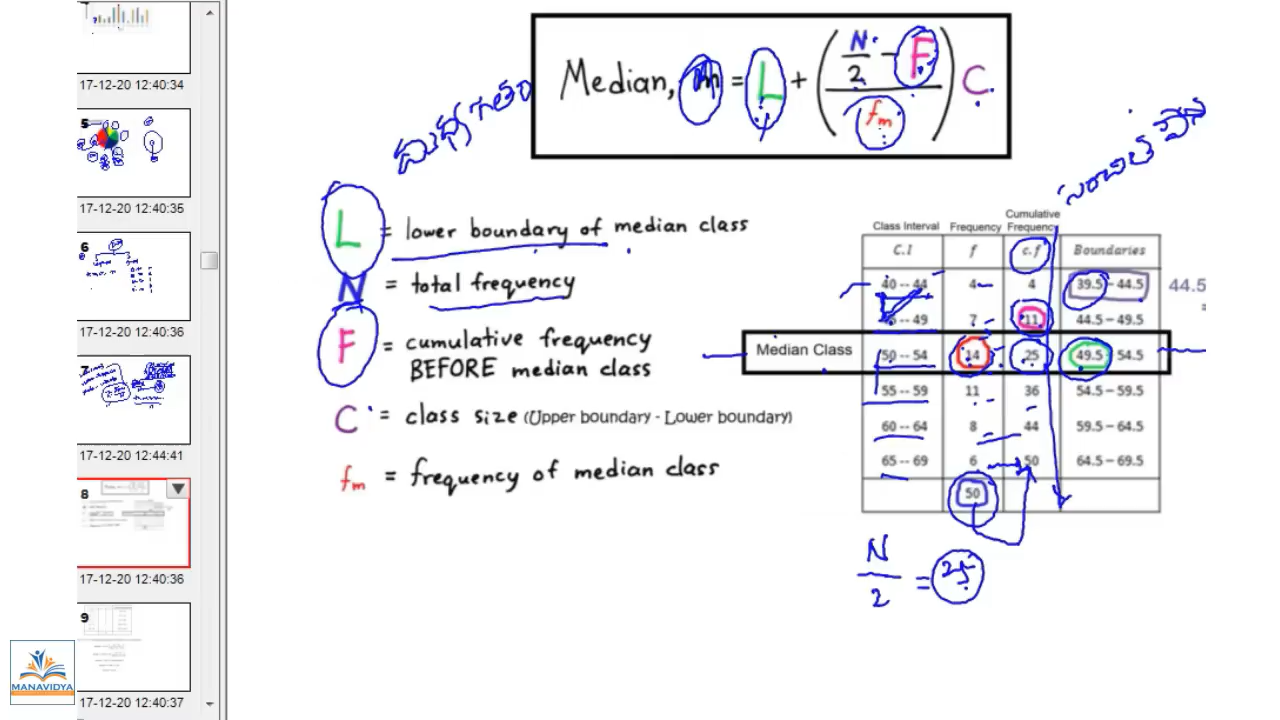 17-12-20 12:40:34
5
17-12-20 12:40:35
6
17-12-20 12:40:36
7
17-12-20 12:44:41
8
17-12-20 12:40:36
9
17-12-20 12:40:37
MANAVIDYA
Median, m = L + ( (N/2 - F) / fm ) C
L = lower boundary of median class
N = total frequency
F = cumulative frequency
BEFORE median class
C = class size (Upper boundary - Lower boundary)
fm = frequency of median class
Class Interval Frequency Cumulative Frequency
C.I f c.f Boundaries
40 -- 44 4 4 39.5 - 44.5 44.5
-- 49 7 11 44.5 - 49.5 =
Median Class 50 -- 54 14 25 49.5 54.5
55 -- 59 11 36 54.5 - 59.5
60 -- 64 8 44 59.5 - 64.5
65 -- 69 6 50 64.5 - 69.5
50
N/2 = 25